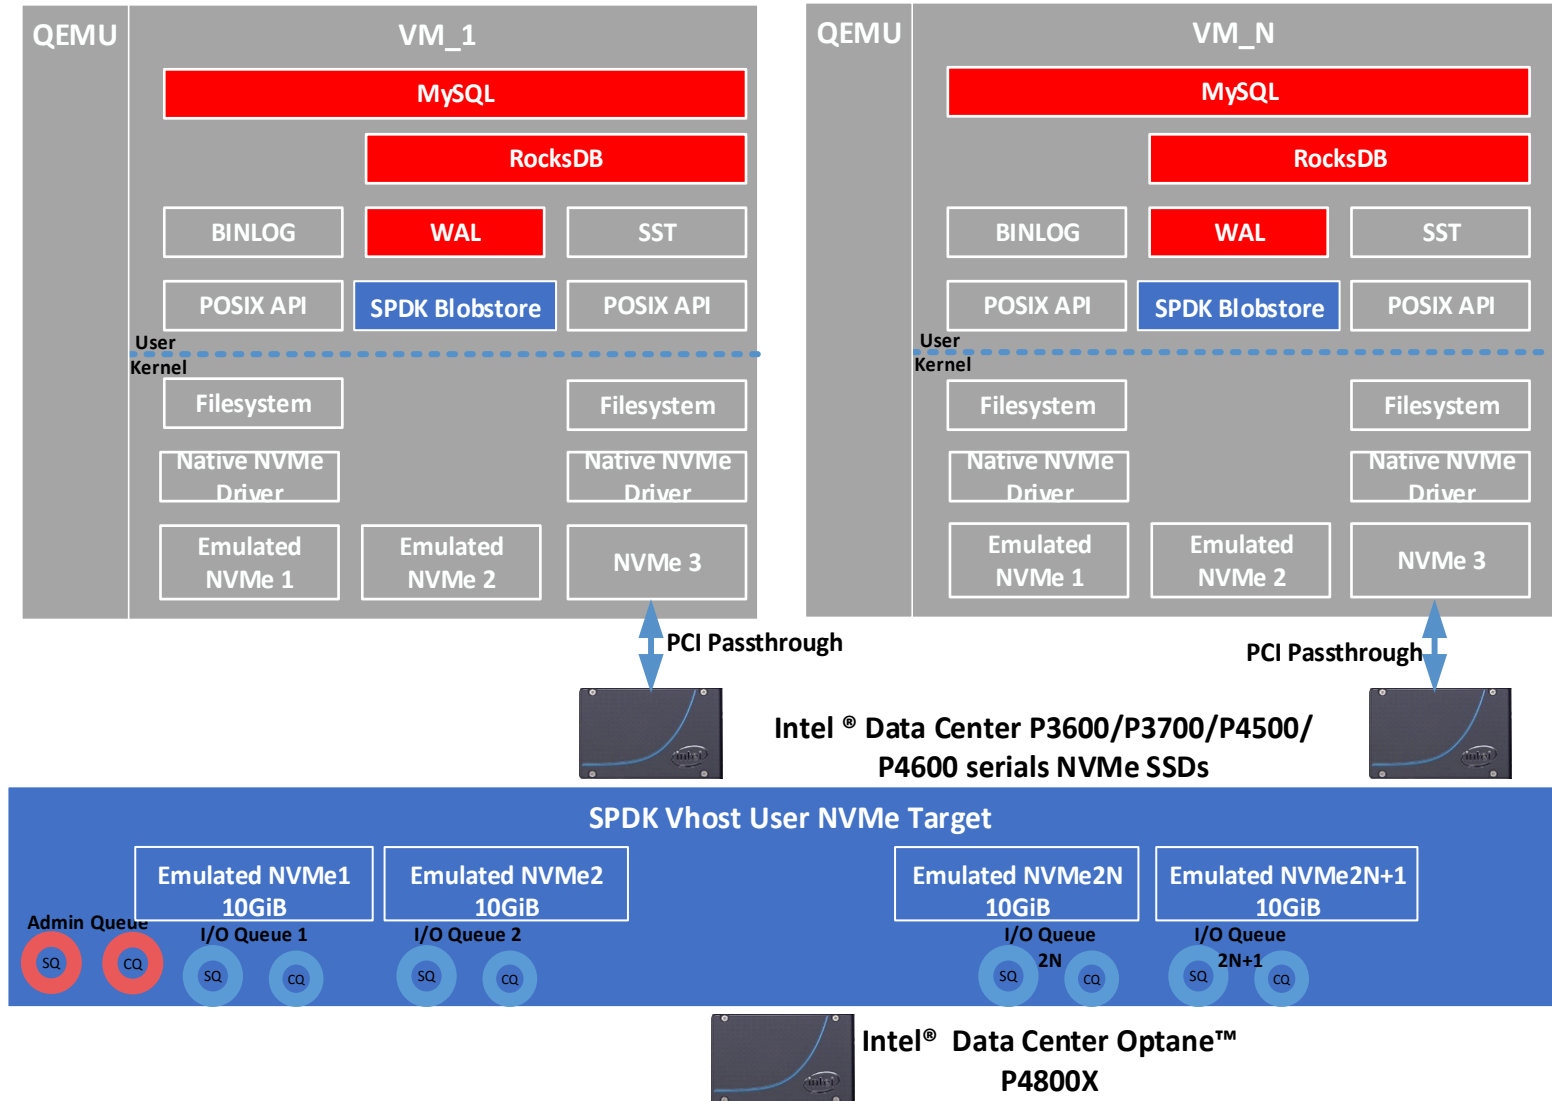 QEMU
VM_1
MySQL
RocksDB
BINLOG
WAL
SST
POSIX API
SPDK Blobstore
POSIX API
User
Kernel
Filesystem
Filesystem
Native NVMe
Driver
Native NVMe
Driver
Emulated
NVMe 1
Emulated
NVMe 2
NVMe 3
PCI Passthrough
QEMU
VM_N
MySQL
RocksDB
BINLOG
WAL
SST
POSIX API
SPDK Blobstore
POSIX API
User
Kernel
Filesystem
Filesystem
Native NVMe
Driver
Native NVMe
Driver
Emulated
NVMe 1
Emulated
NVMe 2
NVMe 3
PCI Passthrough
intel
Intel ® Data Center P3600/P3700/P4500/
P4600 serials NVMe SSDs
intel
SPDK Vhost User NVMe Target
Emulated NVMe1
10GiB
Emulated NVMe2
10GiB
Emulated NVMe2N
10GiB
Emulated NVMe2N+1
10GiB
Admin Queue
I/O Queue 1
I/O Queue 2
I/O Queue
2N
I/O Queue
2N+1
SQ
CQ
SQ
CQ
SQ
CQ
SQ
CQ
SQ
CQ
intel
Intel® Data Center Optane™
P4800X